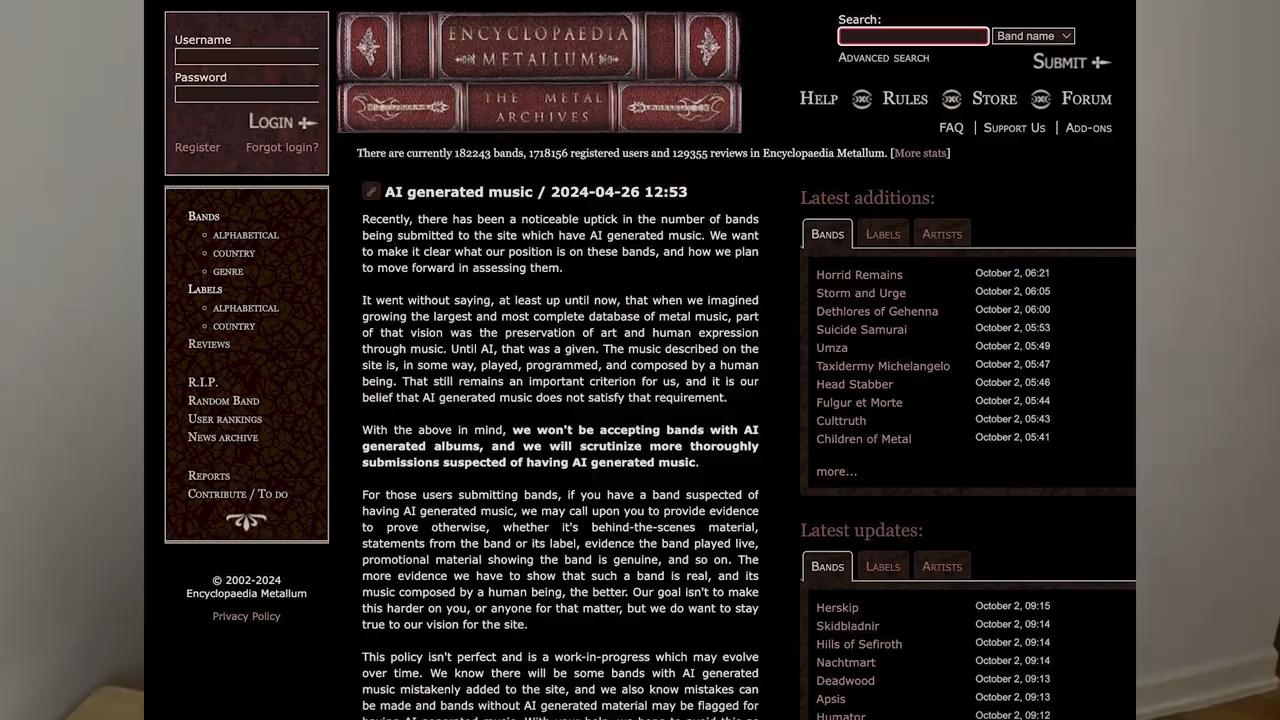 Username
Password
LOGIN
Register Forgot login?
ENCYCLOPAEDIA
METALLUM
THE METAL
ARCHIVES
Search:
Band name
ADVANCED SEARCH
SUBMIT
HELP RULES STORE FORUM
FAQ | SUPPORT US | ADD-ONS
There are currently 182243 bands, 1718156 registered users and 129355 reviews in Encyclopaedia Metallum. [More stats]
BANDS
ALPHABETICAL
COUNTRY
GENRE
LABELS
ALPHABETICAL
COUNTRY
REVIEWS
R.I.P.
RANDOM BAND
USER RANKINGS
NEWS ARCHIVE
REPORTS
CONTRIBUTE / TO DO
© 2002-2024
Encyclopaedia Metallum
Privacy Policy
AI generated music / 2024-04-26 12:53
Recently, there has been a noticeable uptick in the number of bands
being submitted to the site which have AI generated music. We want
to make it clear what our position is on these bands, and how we plan
to move forward in assessing them.
It went without saying, at least up until now, that when we imagined
growing the largest and most complete database of metal music, part
of that vision was the preservation of art and human expression
through music. Until AI, that was a given. The music described on the
site is, in some way, played, programmed, and composed by a human
being. That still remains an important criterion for us, and it is our
belief that AI generated music does not satisfy that requirement.
With the above in mind, we won't be accepting bands with AI
generated albums, and we will scrutinize more thoroughly
submissions suspected of having AI generated music.
For those users submitting bands, if you have a band suspected of
having AI generated music, we may call upon you to provide evidence
to prove otherwise, whether it's behind-the-scenes material,
statements from the band or its label, evidence the band played live,
promotional material showing the band is genuine, and so on. The
more evidence we have to show that such a band is real, and its
music composed by a human being, the better. Our goal isn't to make
this harder on you, or anyone for that matter, but we do want to stay
true to our vision for the site.
This policy isn't perfect and is a work-in-progress which may evolve
over time. We know there will be some bands with AI generated
music mistakenly added to the site, and we also know mistakes can
be made and bands without AI generated material may be flagged for
Latest additions:
BANDS LABELS ARTISTS
Horrid Remains October 2, 06:21
Storm and Urge October 2, 06:05
Dethlores of Gehenna October 2, 06:00
Suicide Samurai October 2, 05:53
Umza October 2, 05:49
Taxidermy Michelangelo October 2, 05:47
Head Stabber October 2, 05:46
Fulgur et Morte October 2, 05:44
Culttruth October 2, 05:43
Children of Metal October 2, 05:41
more...
Latest updates:
BANDS LABELS ARTISTS
Herskip October 2, 09:15
Skidbladnir October 2, 09:14
Hills of Sefiroth October 2, 09:14
Nachtmart October 2, 09:14
Deadwood October 2, 09:13
Apsis October 2, 09:13
Humator October 2, 09:12